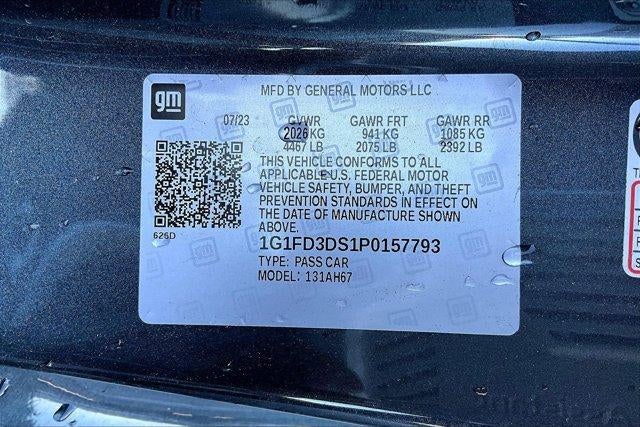 gm
MFD BY GENERAL MOTORS LLC
07/23 GVWR GAWR FRT GAWR RR
2026 KG 941 KG 1085 KG
4467 LB 2075 LB 2392 LB
THIS VEHICLE CONFORMS TO ALL
APPLICABLE U.S. FEDERAL MOTOR
VEHICLE SAFETY, BUMPER, AND THEFT
PREVENTION STANDARDS IN EFFECT ON
THE DATE OF MANUFACTURE SHOWN
ABOVE.
626D
1G1FD3DS1P0157793
TYPE: PASS CAR
MODEL: 131AH67